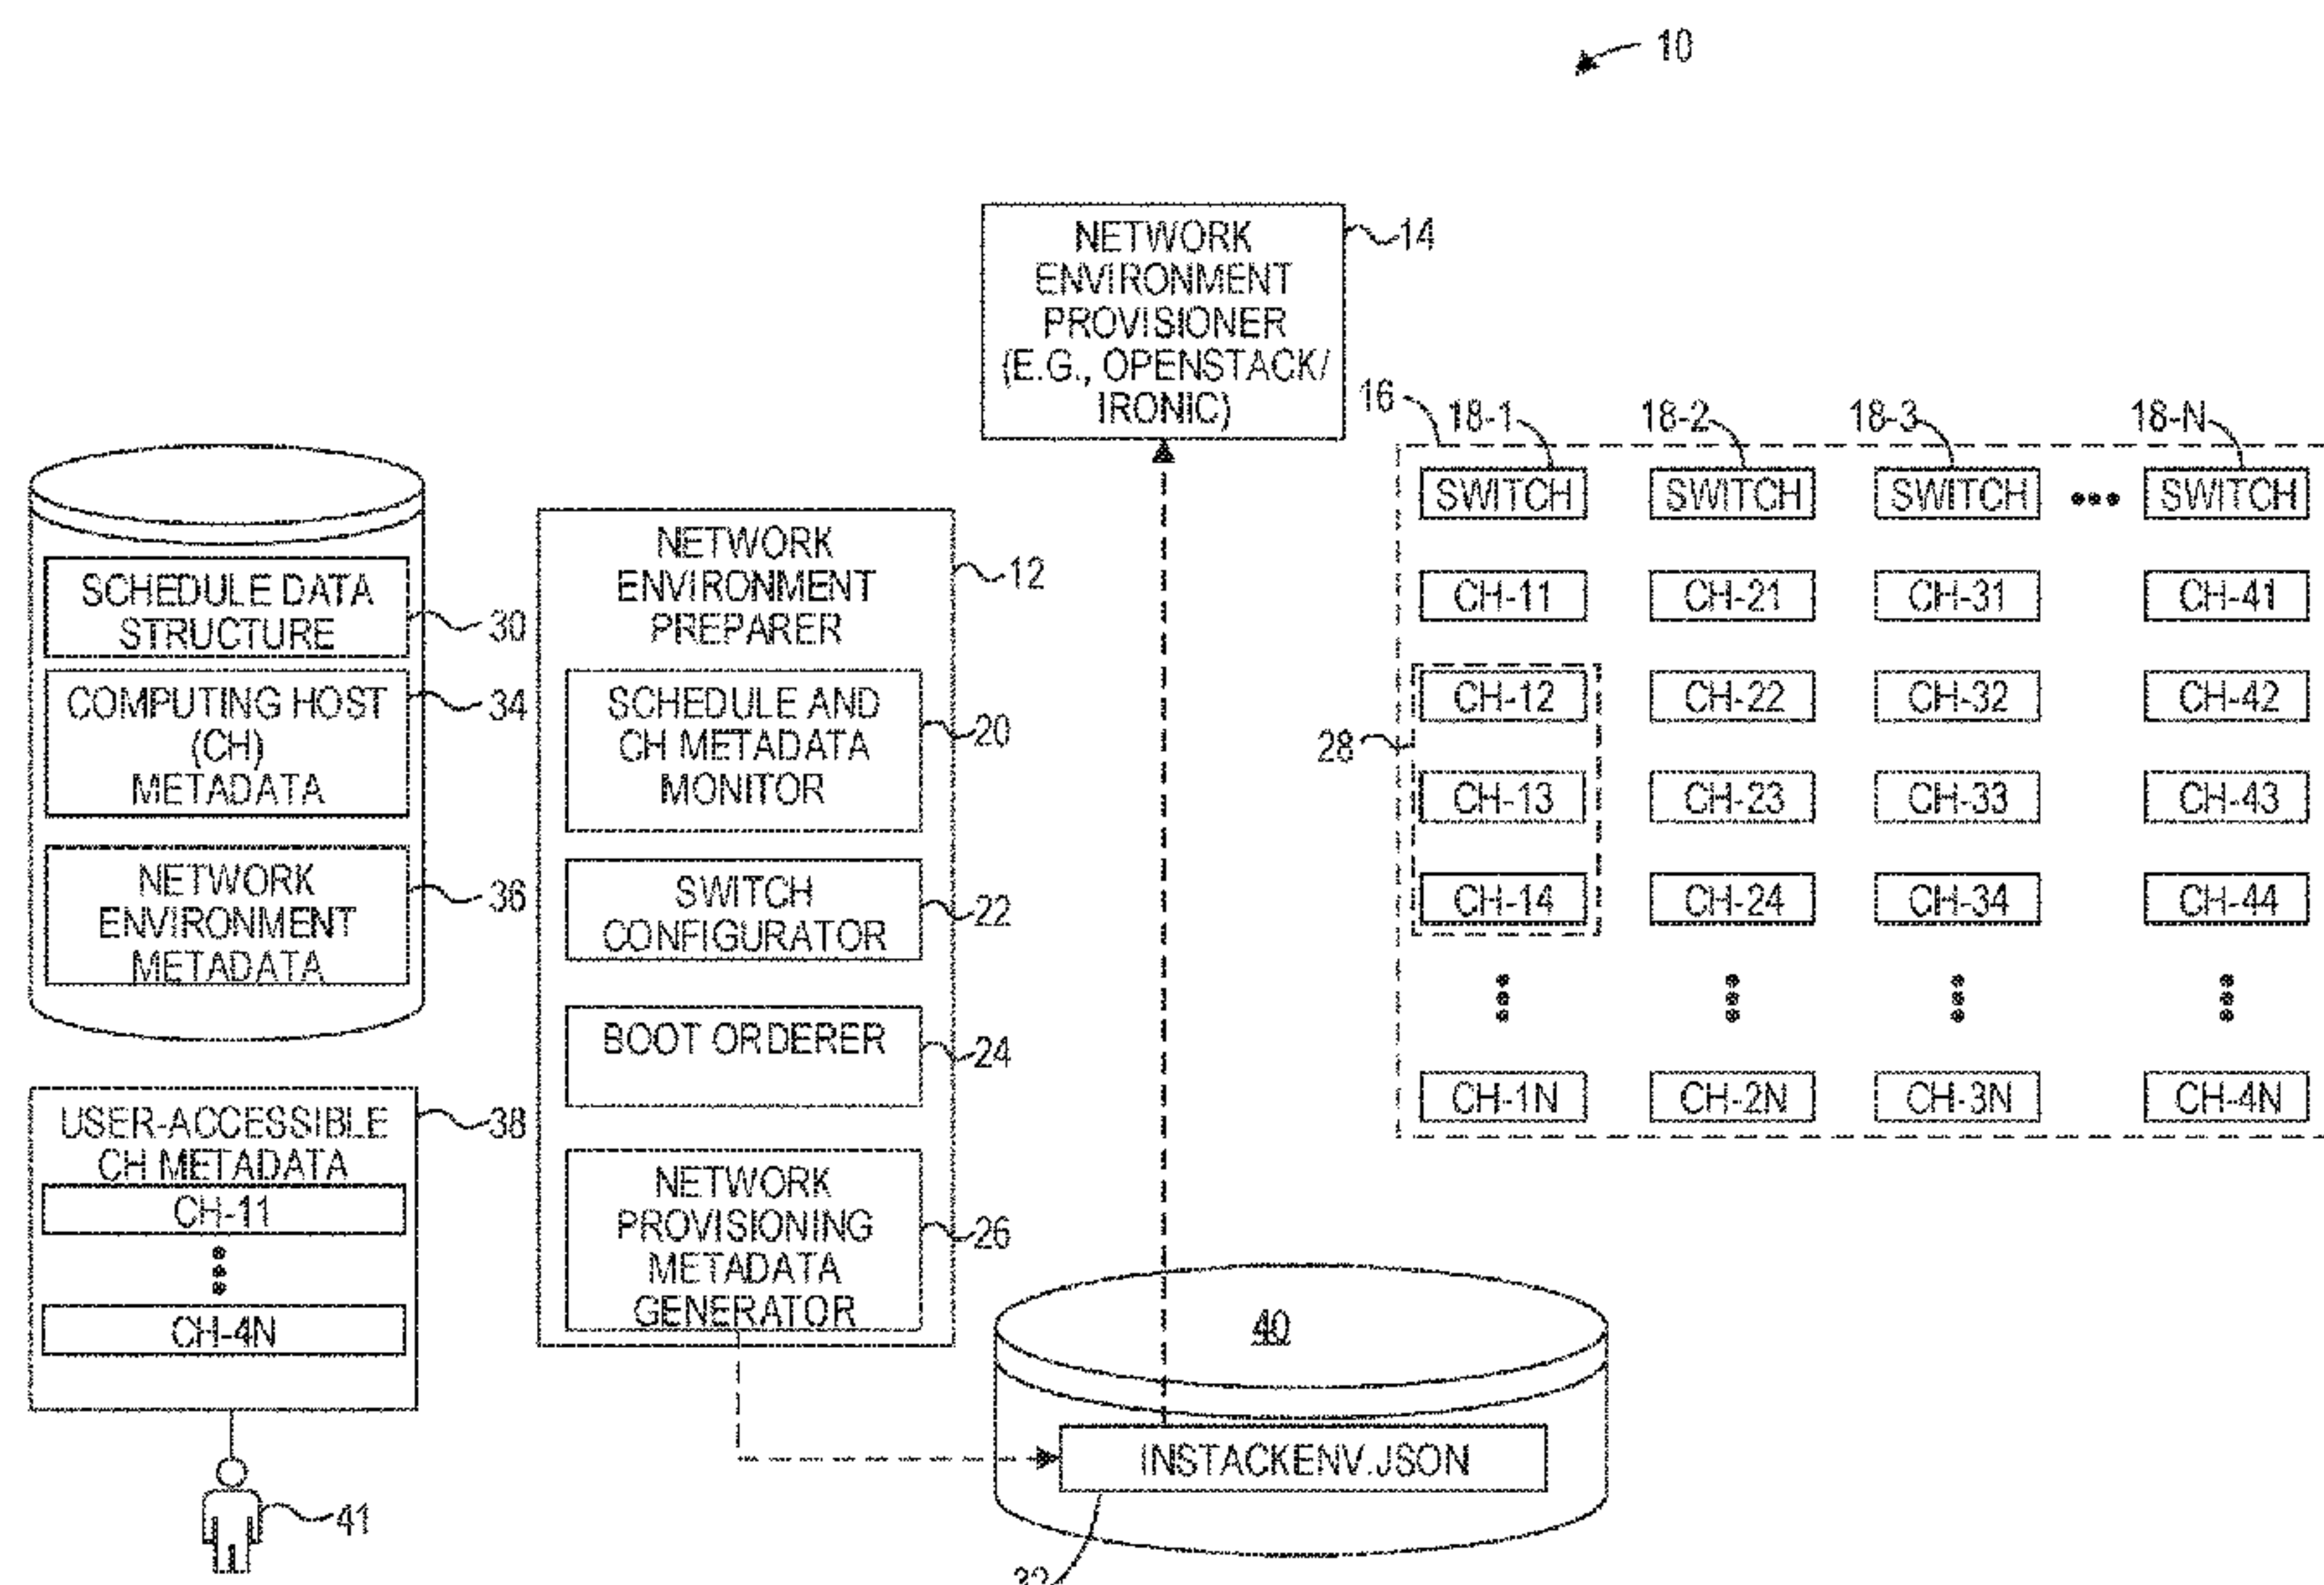 10
NETWORK
ENVIRONMENT
PROVISIONER
(E.G., OPENSTACK/
IRONIC)
14
16
18-1
18-2
18-3
18-N
SWITCH
SWITCH
SWITCH
SWITCH
CH-11
CH-21
CH-31
CH-41
CH-12
CH-22
CH-32
CH-42
28
CH-13
CH-23
CH-33
CH-43
CH-14
CH-24
CH-34
CH-44
CH-1N
CH-2N
CH-3N
CH-4N
SCHEDULE DATA
STRUCTURE
30
COMPUTING HOST
(CH)
METADATA
34
NETWORK
ENVIRONMENT
METADATA
36
NETWORK
ENVIRONMENT
PREPARER
12
SCHEDULE AND
CH METADATA
MONITOR
20
SWITCH
CONFIGURATOR
22
BOOT ORDERER
24
NETWORK
PROVISIONING
METADATA
GENERATOR
26
USER-ACCESSIBLE
CH METADATA
38
CH-11
CH-4N
41
40
INSTACKENV.JSON
32